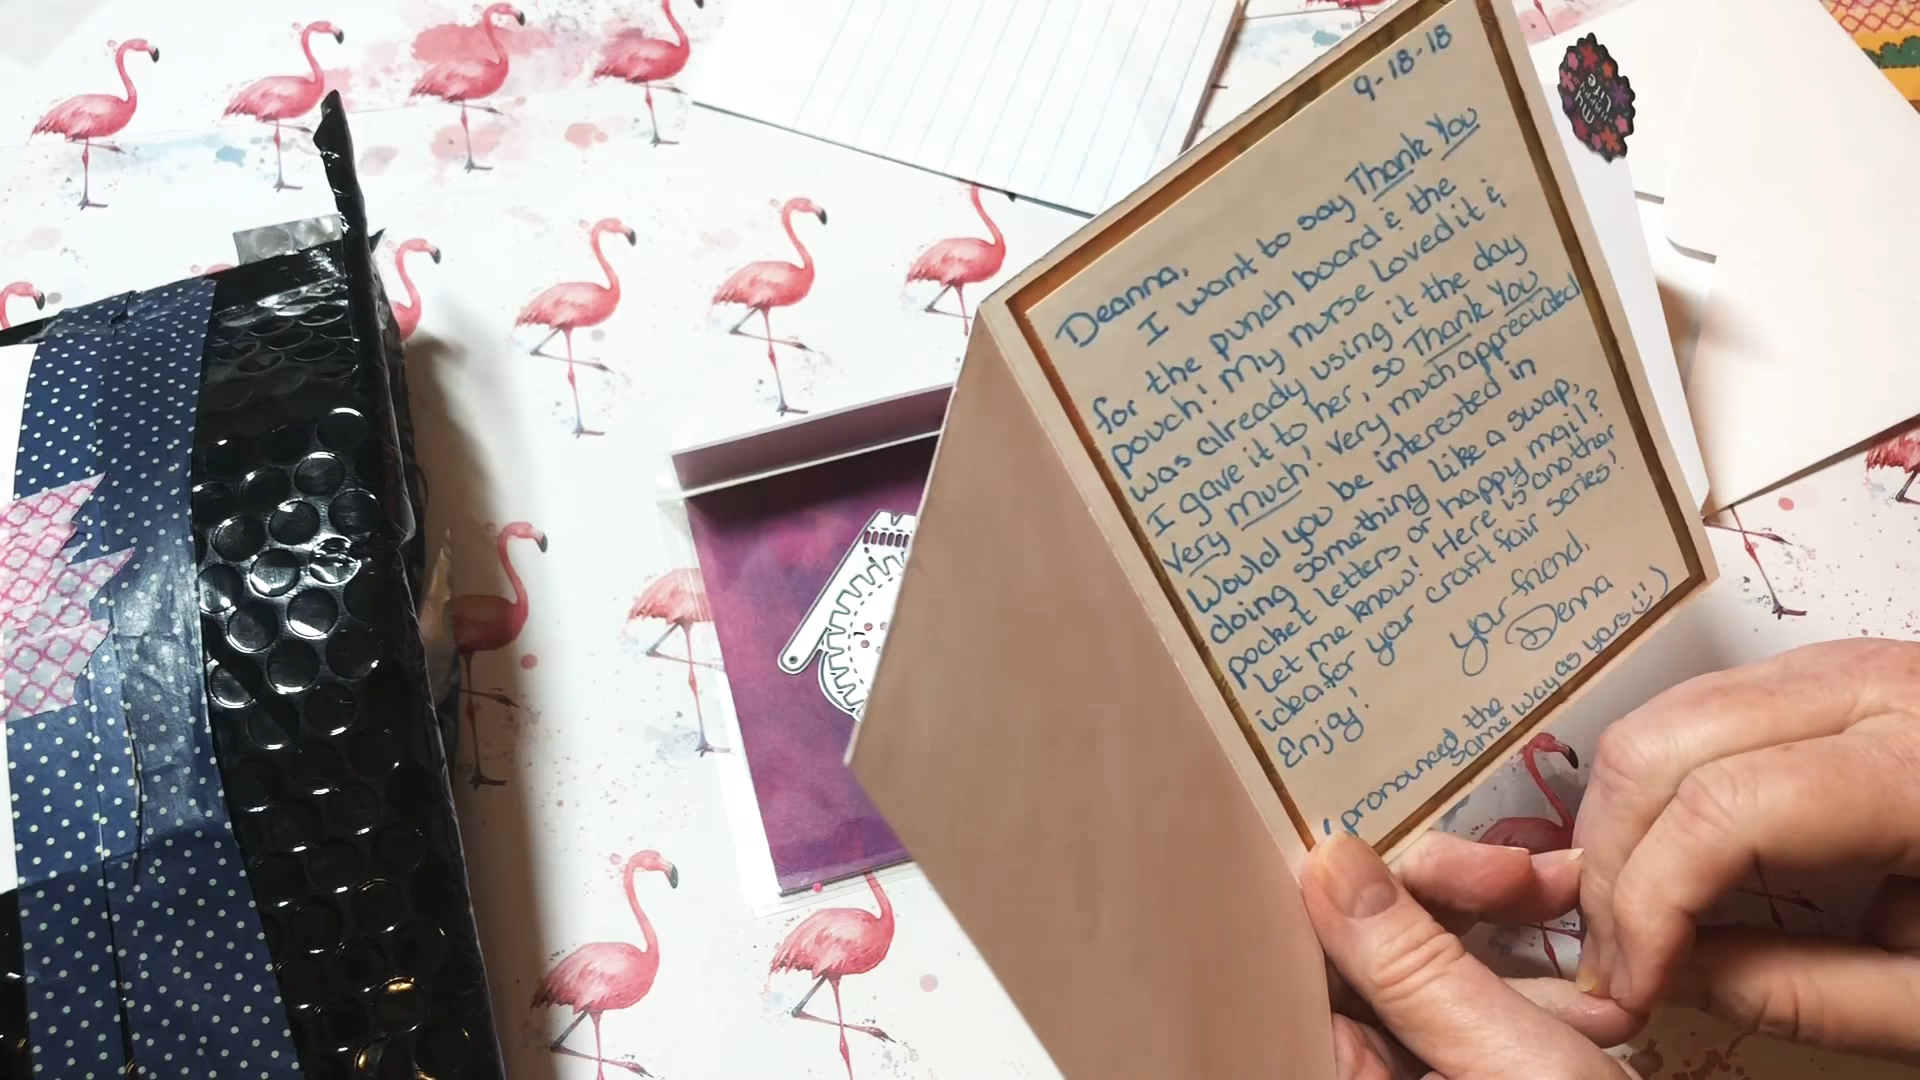 9-18-18
Deanna,
I want to say Thank You
for the punch board & the
pouch! My nurse loved it &
was already using it the day
I gave it to her, so Thank You
Very Much! Very much appreciated
Would you be interested in
doing something like a swap,
pocket letters or happy mail?
Let me know! Here is another
idea for your craft fair series!
Enjoy!
your friend,
Denna
(pronounced the
same way as yours :)
My
Happy
Life